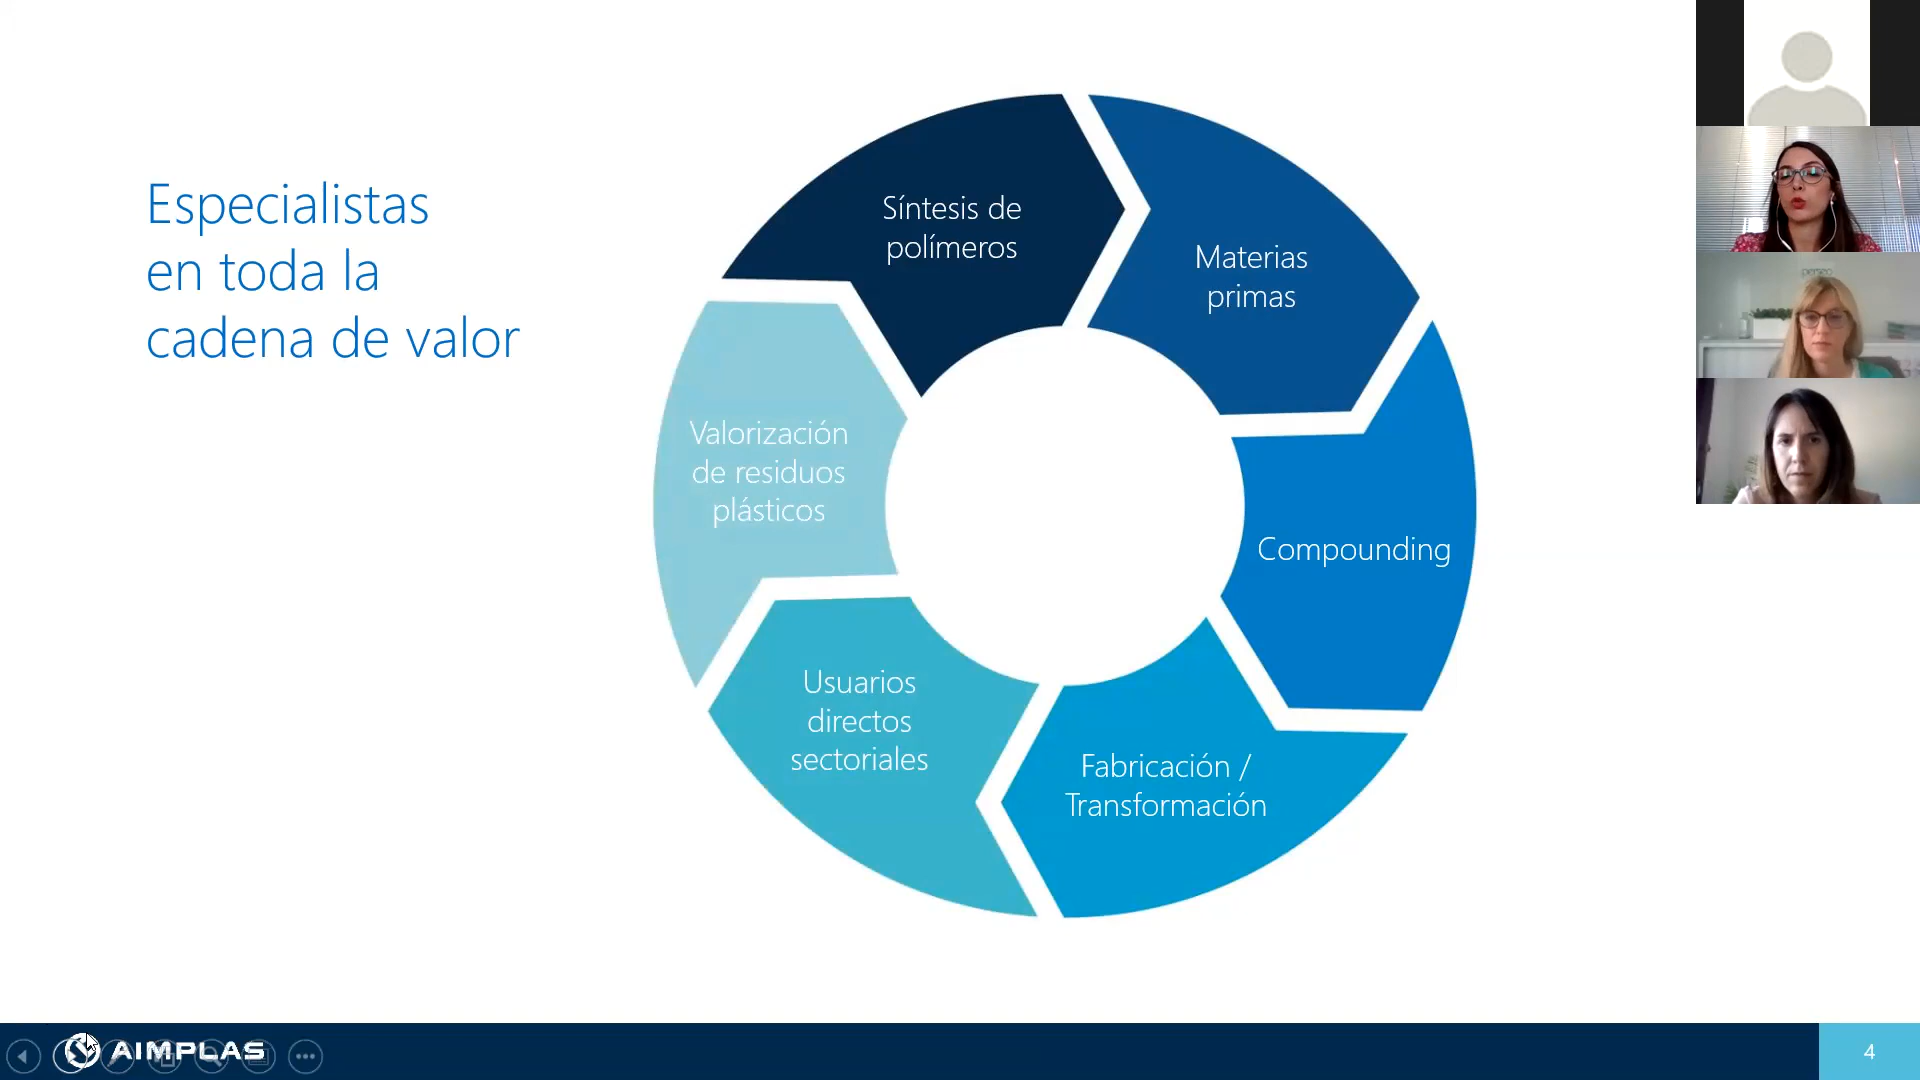 Especialistas
en toda la
cadena de valor
Síntesis de
polímeros
Materias
primas
Compounding
Fabricación /
Transformación
Usuarios
directos
sectoriales
Valorización
de residuos
plásticos
AIMPLAS
4